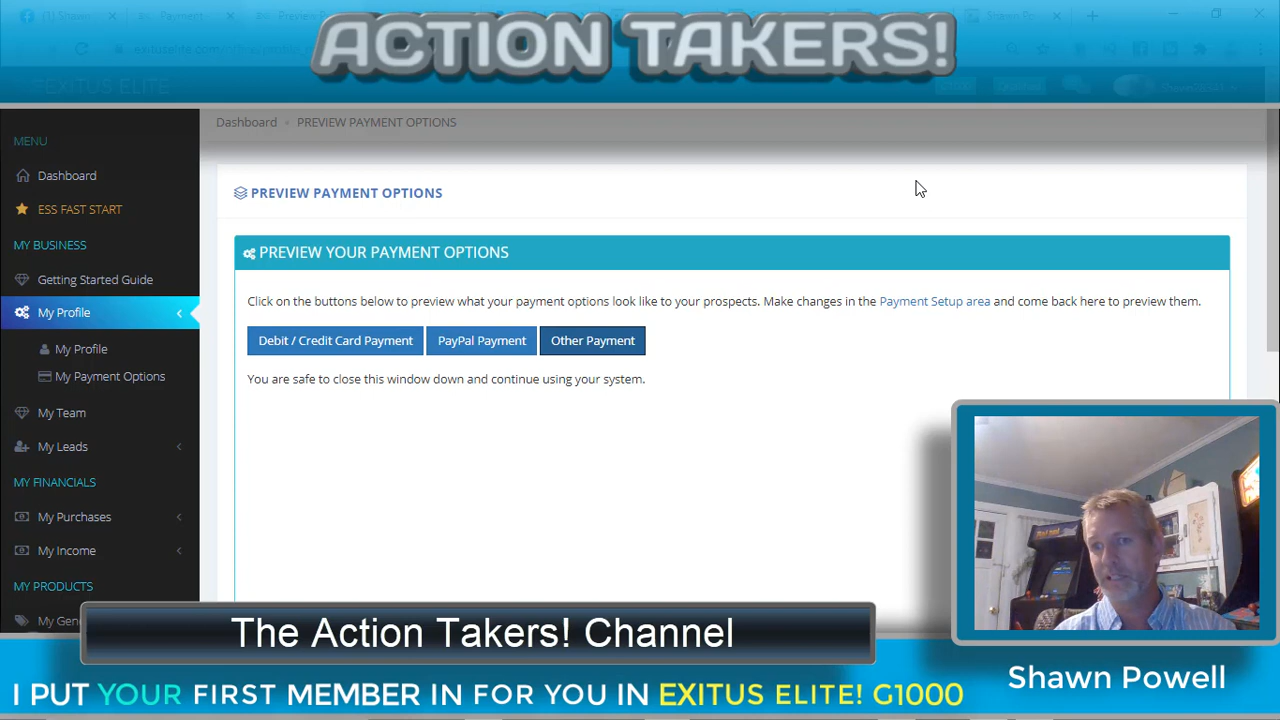 ACTION TAKERS!
Shawn
Payment
EXITUS ELITE
MENU
Dashboard
ESS FAST START
MY BUSINESS
Getting Started Guide
My Profile
My Profile
My Payment Options
My Team
My Leads
MY FINANCIALS
My Purchases
My Income
MY PRODUCTS
Dashboard
PREVIEW PAYMENT OPTIONS
PREVIEW PAYMENT OPTIONS
PREVIEW YOUR PAYMENT OPTIONS
Click on the buttons below to preview what your payment options look like to your prospects. Make changes in the Payment Setup area and come back here to preview them.
Debit / Credit Card Payment
PayPal Payment
Other Payment
You are safe to close this window down and continue using your system.
The Action Takers! Channel
Shawn Powell
I PUT YOUR FIRST MEMBER IN FOR YOU IN EXITUS ELITE! G1000